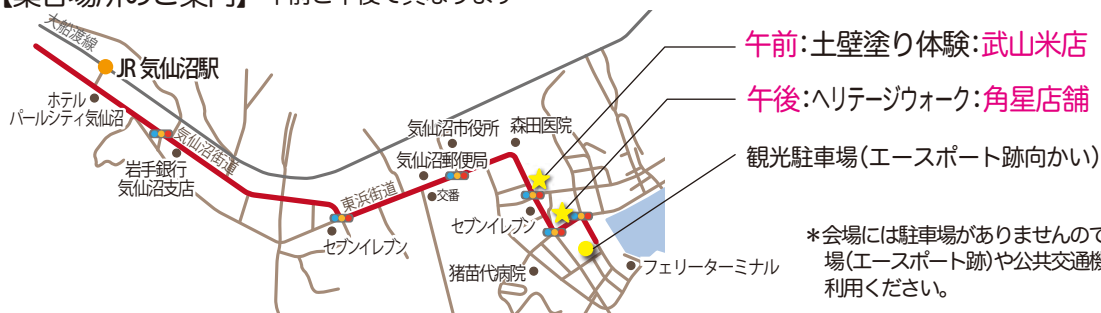 【集合場所のご案内】 午前と午後で異なります
大船渡線
JR 気仙沼駅
午前:土壁塗り体験:武山米店
午後:ヘリテージウォーク:角星店舗
観光駐車場(エースポート跡向かい)
ホテル
パールシティ気仙沼
気仙沼街道
岩手銀行
気仙沼支店
気仙沼市役所
森田医院
気仙沼郵便局
交番
東浜街道
セブンイレブン
セブンイレブン
猪苗代病院
フェリーターミナル
*会場には駐車場がありませんので
場(エースポート跡)や公共交通機
利用ください。